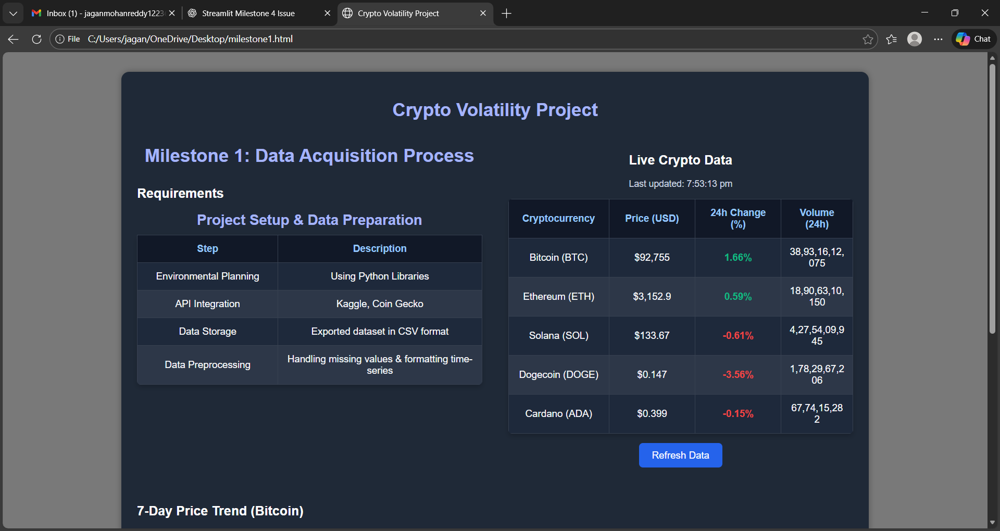 Inbox (1) - jaganmohanreddy1223
Streamlit Milestone 4 Issue
Crypto Volatility Project
File
C:/Users/jagan/OneDrive/Desktop/milestone1.html
Chat
Crypto Volatility Project
Milestone 1: Data Acquisition Process
Requirements
Project Setup & Data Preparation
Step Description
Environmental Planning Using Python Libraries
API Integration Kaggle, Coin Gecko
Data Storage Exported dataset in CSV format
Data Preprocessing Handling missing values & formatting time-
series
Live Crypto Data
Last updated: 7:53:13 pm
Cryptocurrency Price (USD) 24h Change
(%) Volume
(24h)
Bitcoin (BTC) $92,755 1.66% 38,93,16,12,
075
Ethereum (ETH) $3,152.9 0.59% 18,90,63,10,
150
Solana (SOL) $133.67 -0.61% 4,27,54,09,9
45
Dogecoin (DOGE) $0.147 -3.56% 1,78,29,67,2
06
Cardano (ADA) $0.399 -0.15% 67,74,15,28
2
Refresh Data
7-Day Price Trend (Bitcoin)